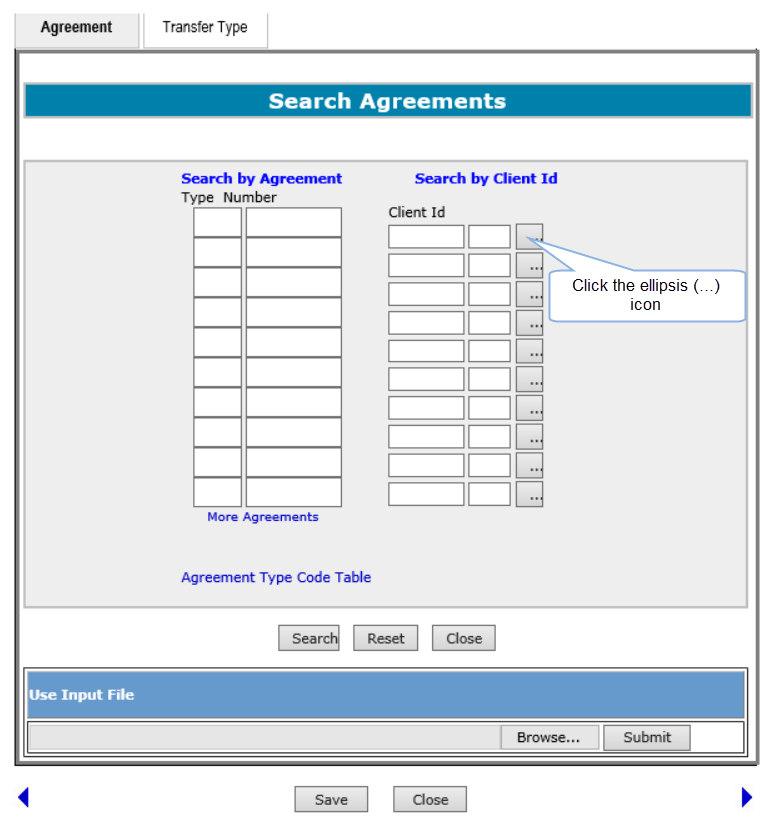 Agreement Transfer Type
Search Agreements
Search by Agreement Search by Client Id
Type Number
Client Id
...
...
...
...
...
...
...
...
...
...
Click the ellipsis (...)
icon
More Agreements
Agreement Type Code Table
Search Reset Close
Use Input File
Browse... Submit
Save Close